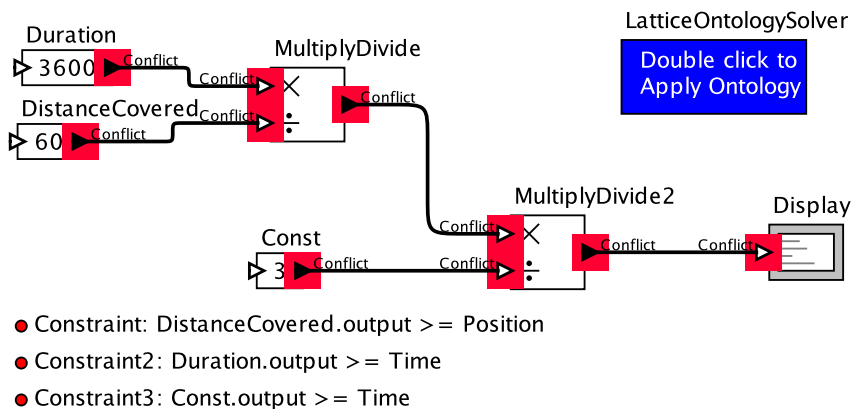 Duration
3600
Conflict
Conflict
DistanceCovered
60
Conflict
Conflict
MultiplyDivide
Conflict
LatticeOntologySolver
Double click to
Apply Ontology
Const
3
Conflict
Conflict
Conflict
MultiplyDivide2
Conflict
Conflict
Display
Constraint: DistanceCovered.output >= Position
Constraint2: Duration.output >= Time
Constraint3: Const.output >= Time